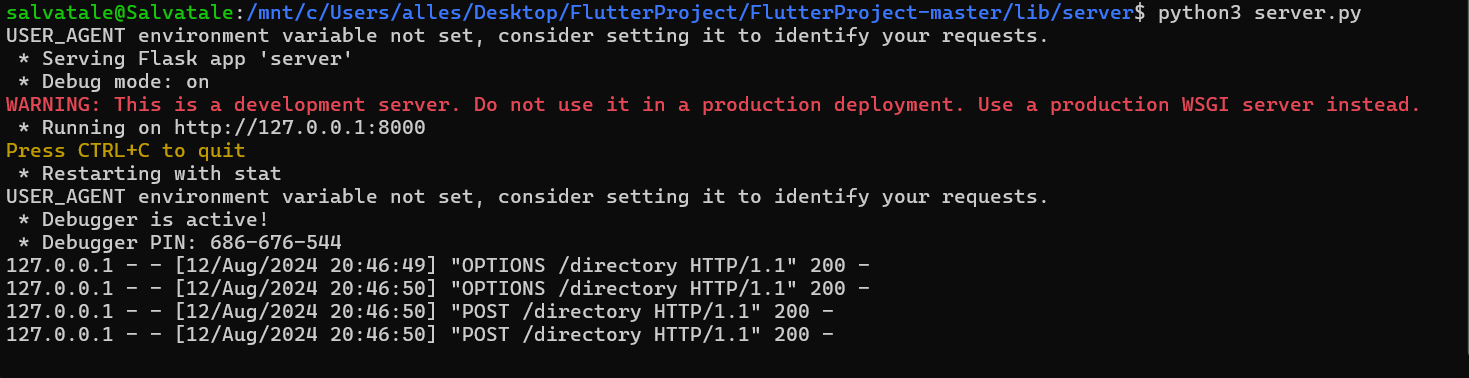 salvatale@Salvatale:/mnt/c/Users/alles/Desktop/FlutterProject/FlutterProject-master/lib/server$ python3 server.py
USER_AGENT environment variable not set, consider setting it to identify your requests.
 * Serving Flask app 'server'
 * Debug mode: on
WARNING: This is a development server. Do not use it in a production deployment. Use a production WSGI server instead.
 * Running on http://127.0.0.1:8000
Press CTRL+C to quit
 * Restarting with stat
USER_AGENT environment variable not set, consider setting it to identify your requests.
 * Debugger is active!
 * Debugger PIN: 686-676-544
127.0.0.1 - - [12/Aug/2024 20:46:49] "OPTIONS /directory HTTP/1.1" 200 -
127.0.0.1 - - [12/Aug/2024 20:46:50] "OPTIONS /directory HTTP/1.1" 200 -
127.0.0.1 - - [12/Aug/2024 20:46:50] "POST /directory HTTP/1.1" 200 -
127.0.0.1 - - [12/Aug/2024 20:46:50] "POST /directory HTTP/1.1" 200 -